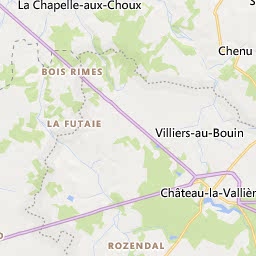 La Chapelle-aux-Choux
Chenu
BOIS RIMES
LA FUTAIE
Villiers-au-Bouin
Château-la-Vallièr
ROZENDAL